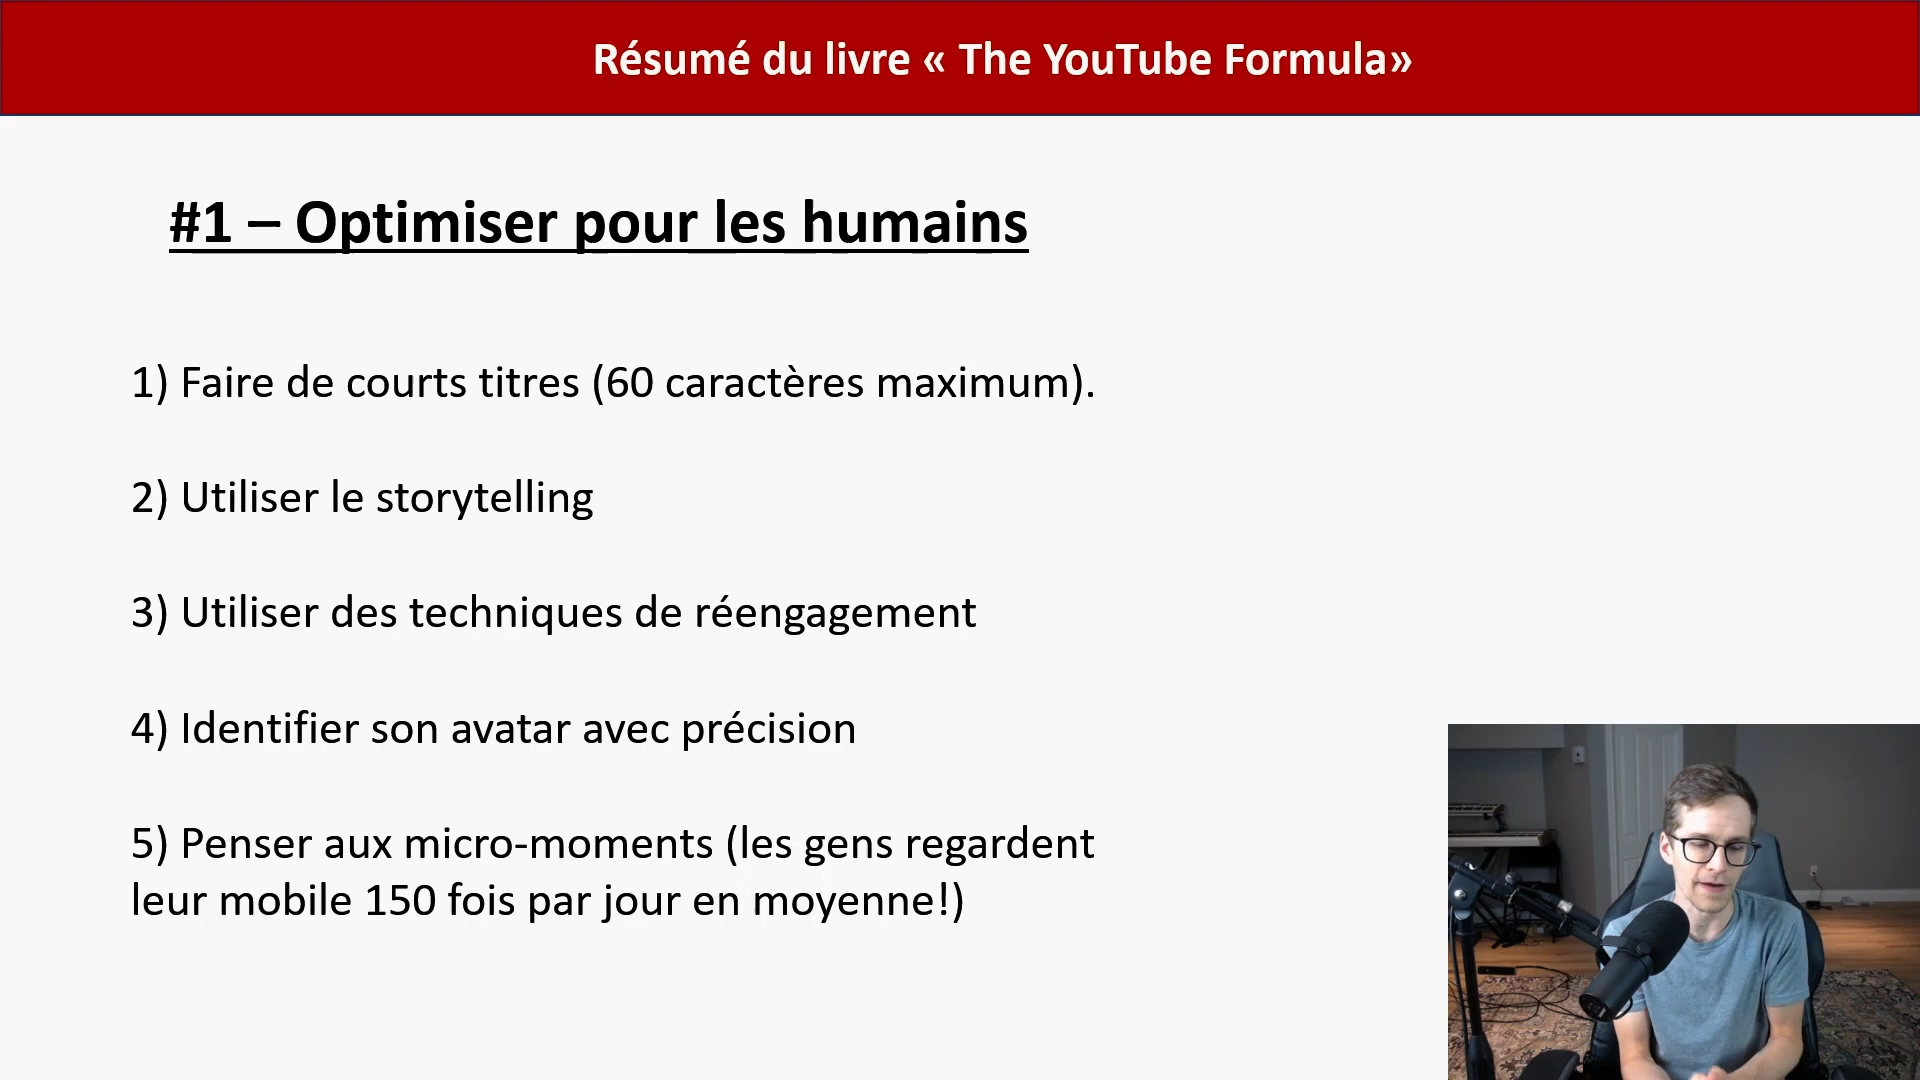 Résumé du livre « The YouTube Formula»
#1 – Optimiser pour les humains
1) Faire de courts titres (60 caractères maximum).
2) Utiliser le storytelling
3) Utiliser des techniques de réengagement
4) Identifier son avatar avec précision
5) Penser aux micro-moments (les gens regardent
leur mobile 150 fois par jour en moyenne!)